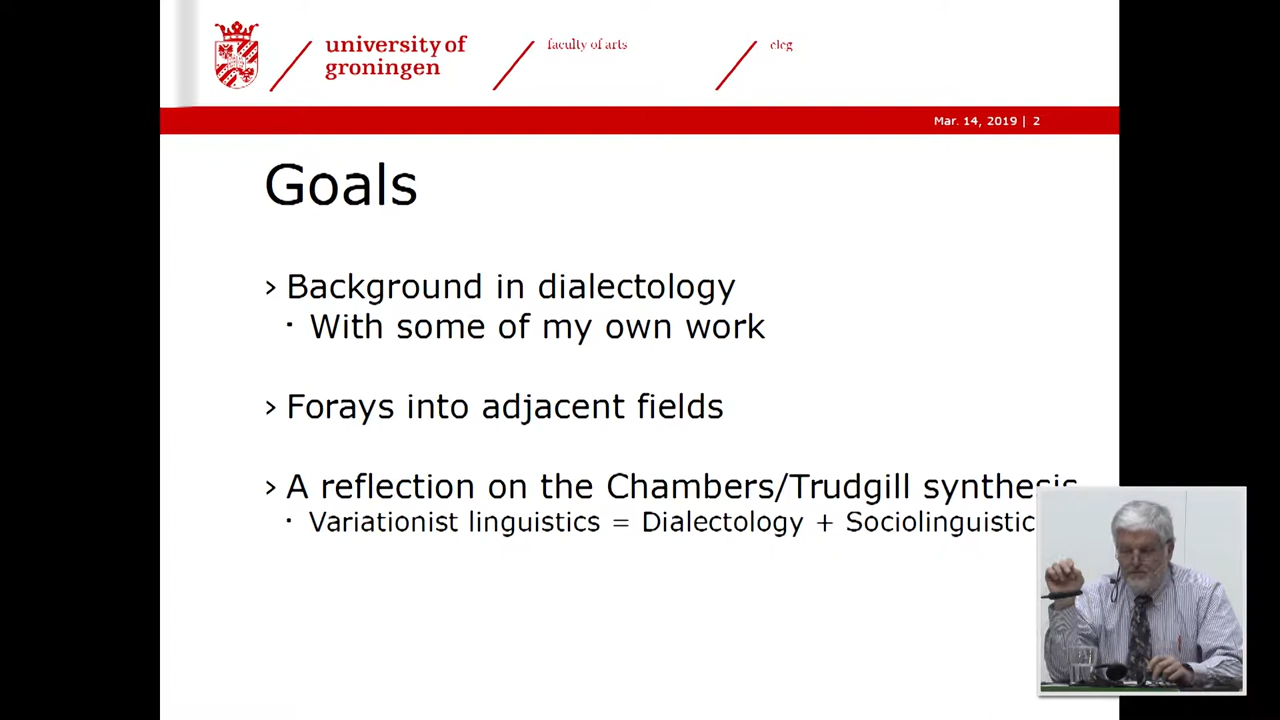 university of
groningen
faculty of arts
clcg
Mar. 14, 2019 | 2
Goals
› Background in dialectology
· With some of my own work
› Forays into adjacent fields
› A reflection on the Chambers/Trudgill synthesis
· Variationist linguistics = Dialectology + Sociolinguistic